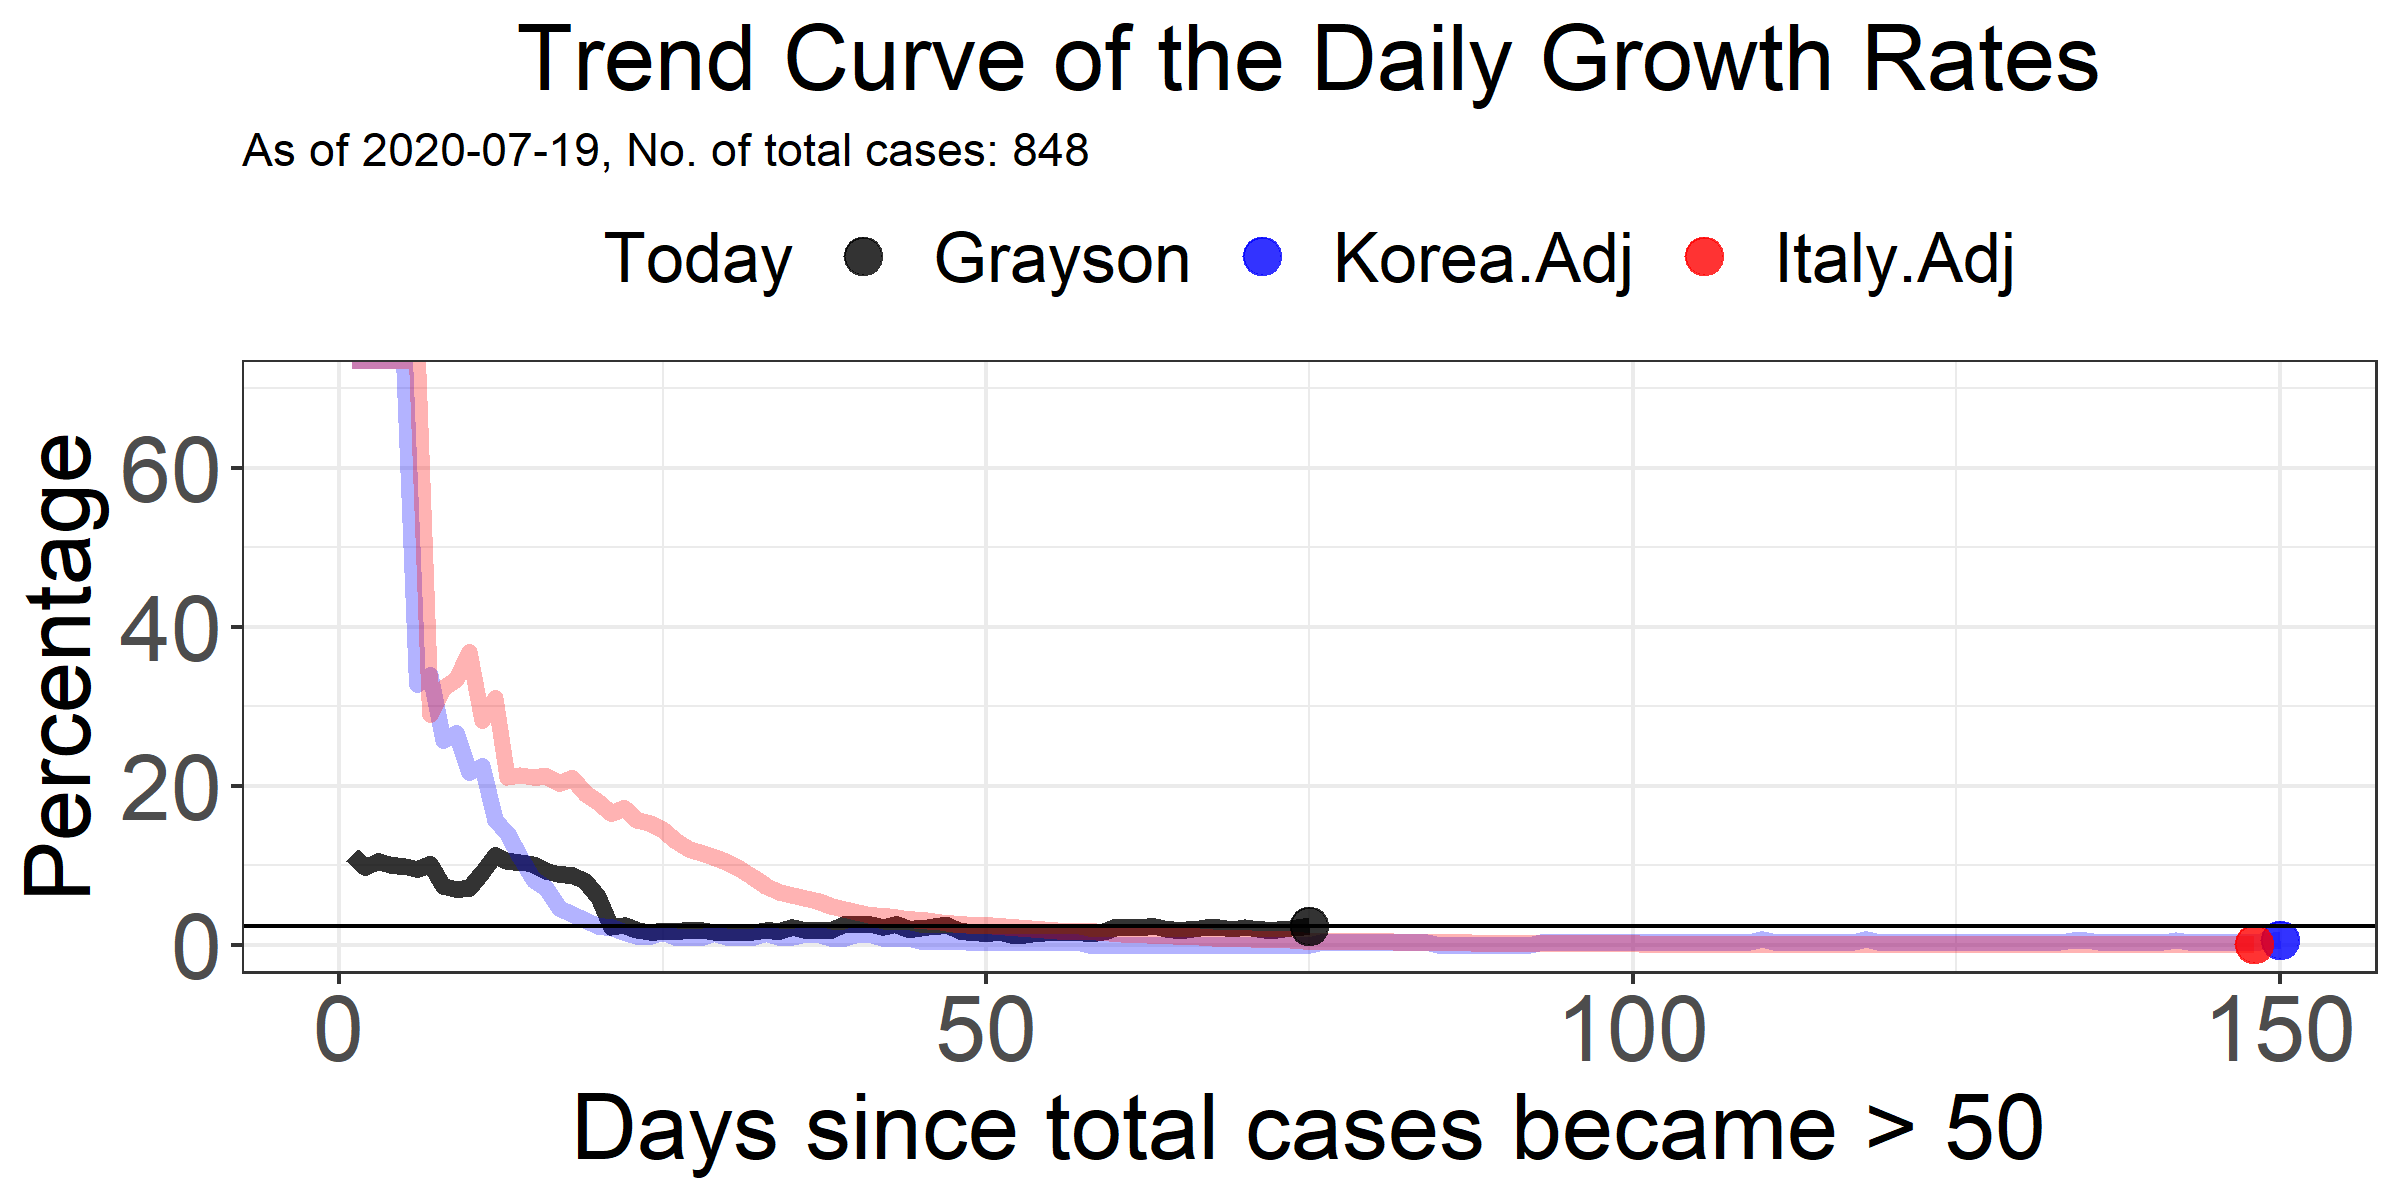 Trend Curve of the Daily Growth Rates
As of 2020-07-19, No. of total cases: 848
Today Grayson Korea.Adj Italy.Adj
Percentage
60
40
20
0
0 50 100 150
Days since total cases became > 50